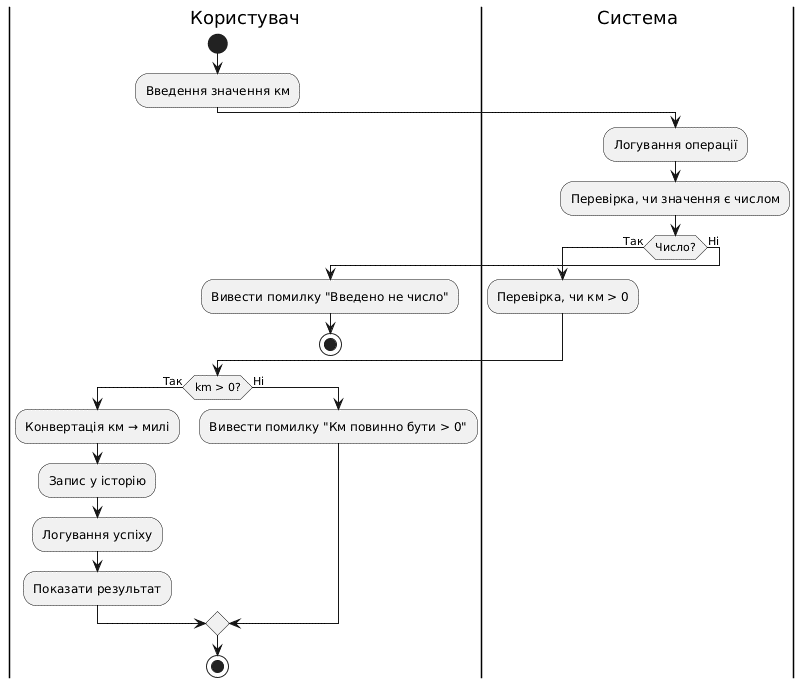 Користувач
Система
Введення значення км
Логування операції
Перевірка, чи значення є числом
Так
Число?
Ні
Вивести помилку "Введено не число"
Перевірка, чи км > 0
Так
km > 0?
Ні
Конвертація км → милі
Вивести помилку "Км повинно бути > 0"
Запис у історію
Логування успіху
Показати результат